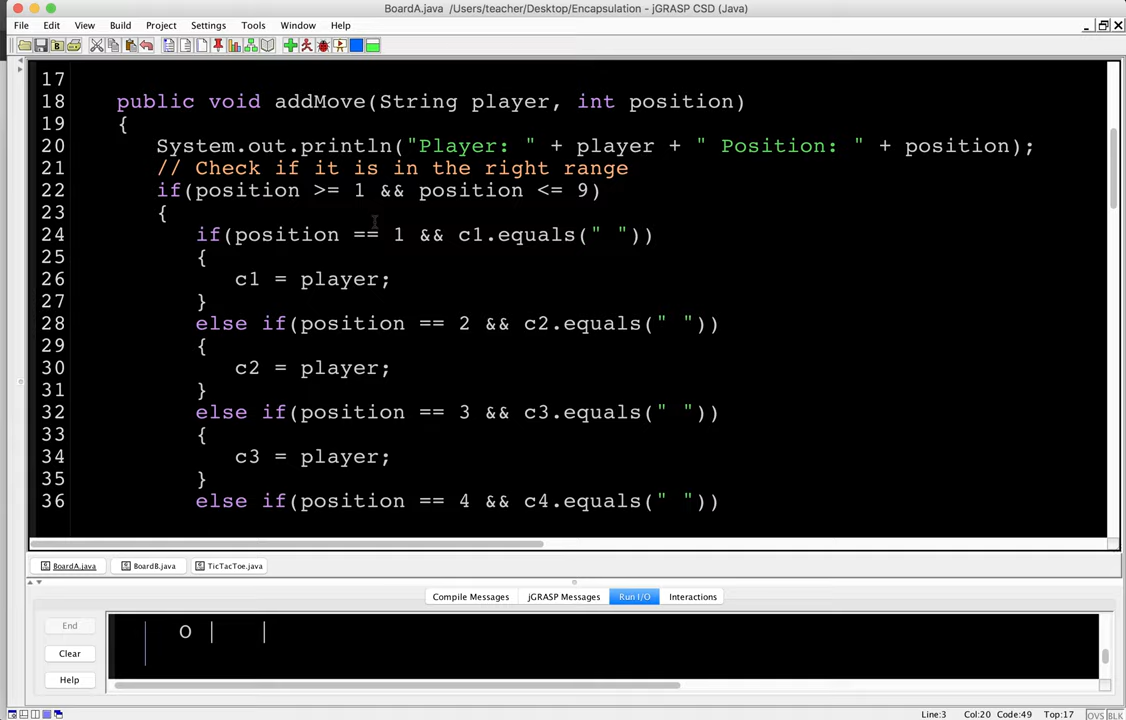 BoardA.java /Users/teacher/Desktop/Encapsulation - jGRASP CSD (Java)
File Edit View Build Project Settings Tools Window Help
17
18 public void addMove(String player, int position)
19 {
20 System.out.println("Player: " + player + " Position: " + position);
21 // Check if it is in the right range
22 if(position >= 1 && position <= 9)
23 {
24 if(position == 1 && c1.equals(" "))
25 {
26 c1 = player;
27 }
28 else if(position == 2 && c2.equals(" "))
29 {
30 c2 = player;
31 }
32 else if(position == 3 && c3.equals(" "))
33 {
34 c3 = player;
35 }
36 else if(position == 4 && c4.equals(" "))
BoardA.java BoardB.java TicTacToe.java
Compile Messages jGRASP Messages Run I/O Interactions
End
Clear
Help
O | |
Line:3 Col:20 Code:49 Top:17 OVS BLK